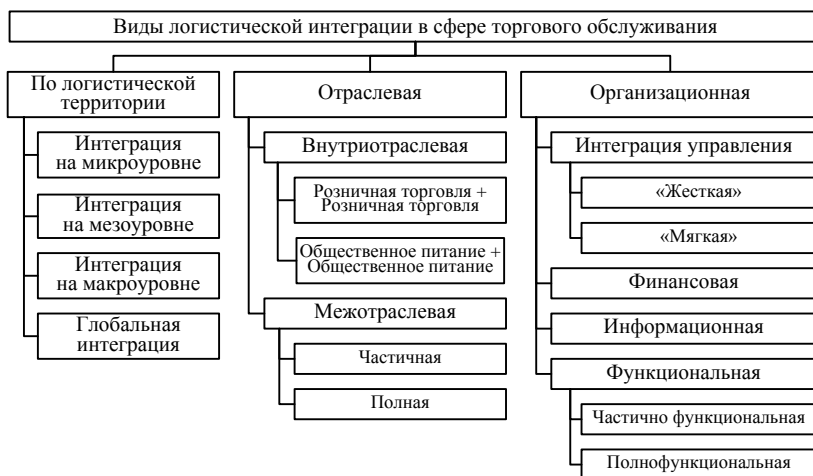 Виды логистической интеграции в сфере торгового обслуживания
По логистической
территории
Интеграция
на микроуровне
Интеграция
на мезоуровне
Интеграция
на макроуровне
Глобальная
интеграция
Отраслевая
Внутриотраслевая
Розничная торговля +
Розничная торговля
Общественное питание +
Общественное питание
Межотраслевая
Частичная
Полная
Организационная
Интеграция управления
«Жесткая»
«Мягкая»
Финансовая
Информационная
Функциональная
Частично функциональная
Полнофункциональная